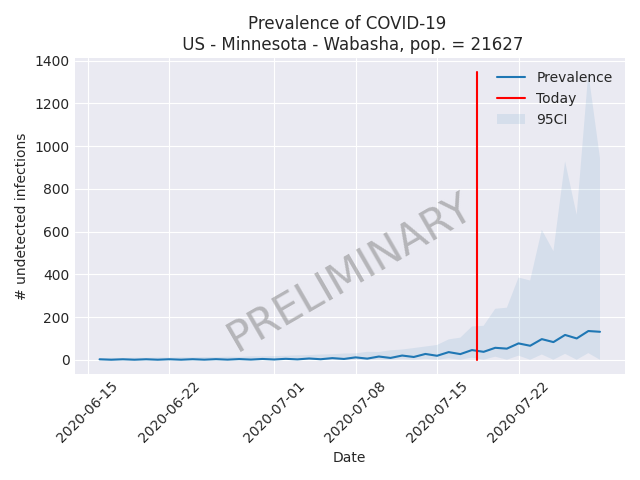 Prevalence of COVID-19
US - Minnesota - Wabasha, pop. = 21627
1400
1200
1000
800
600
400
200
0
# undetected infections
Prevalence
Today
95CI
PRELIMINARY
2020-06-15
2020-06-22
2020-07-01
2020-07-08
2020-07-15
2020-07-22
Date